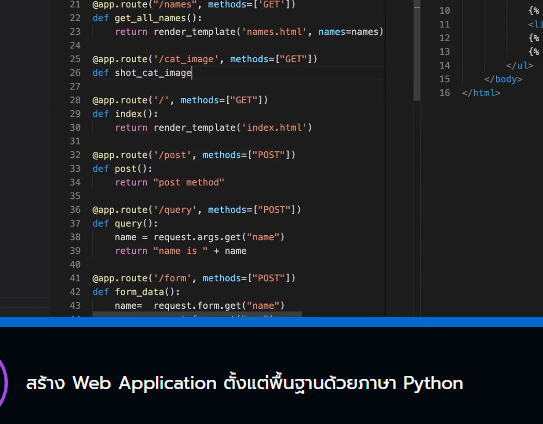 21 @app.route("/names", methods=['GET'])
22 def get_all_names():
23 return render_template('names.html', names=names)
24
25 @app.route('/cat_image', methods=["GET"])
26 def shot_cat_image
27
28 @app.route('/', methods=["GET"])
29 def index():
30 return render_template('index.html')
31
32 @app.route('/post', methods=["POST"])
33 def post():
34 return "post method"
35
36 @app.route('/query', methods=["POST"])
37 def query():
38 name = request.args.get("name")
39 return "name is " + name
40
41 @app.route('/form', methods=["POST"])
42 def form_data():
43 name= request.form.get("name")
10 {%
11 <li
12 {%
13 {%
14 </ul>
15 </body>
16 </html>
สร้าง Web Application ตั้งแต่พื้นฐานด้วยภาษา Python